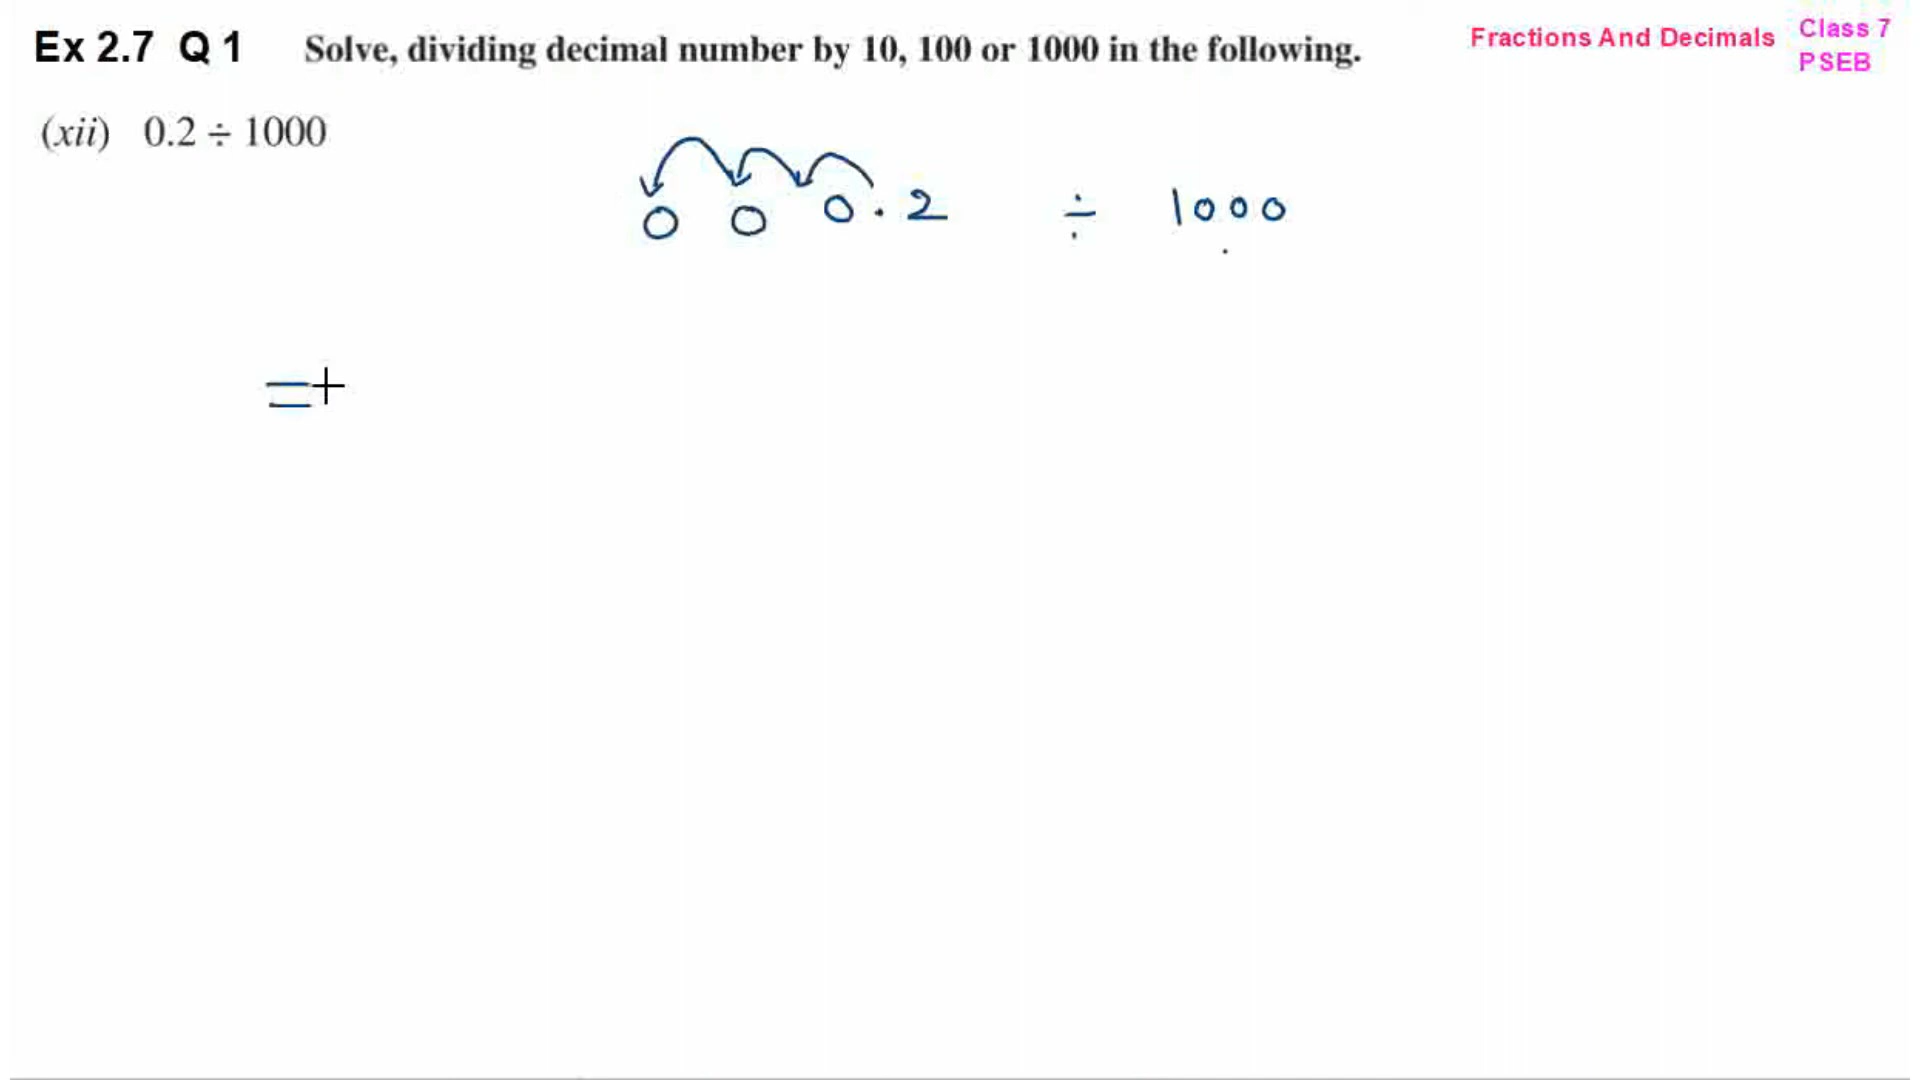 Ex 2.7 Q 1 Solve, dividing decimal number by 10, 100 or 1000 in the following.
Fractions And Decimals
Class 7
PSEB
(xii) 0.2 ÷ 1000
0 0 0.2 ÷ 1000
=